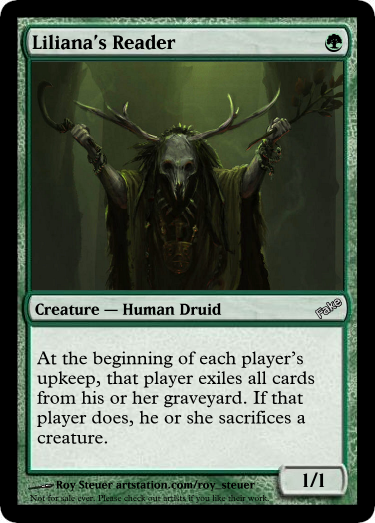 Liliana's Reader
Creature — Human Druid
Fake
At the beginning of each player's
upkeep, that player exiles all cards
from his or her graveyard. If that
player does, he or she sacrifices a
creature.
1/1
Roy Steuer artstation.com/roy_steuer
Not for sale ever. Please check our artists if you like their work.